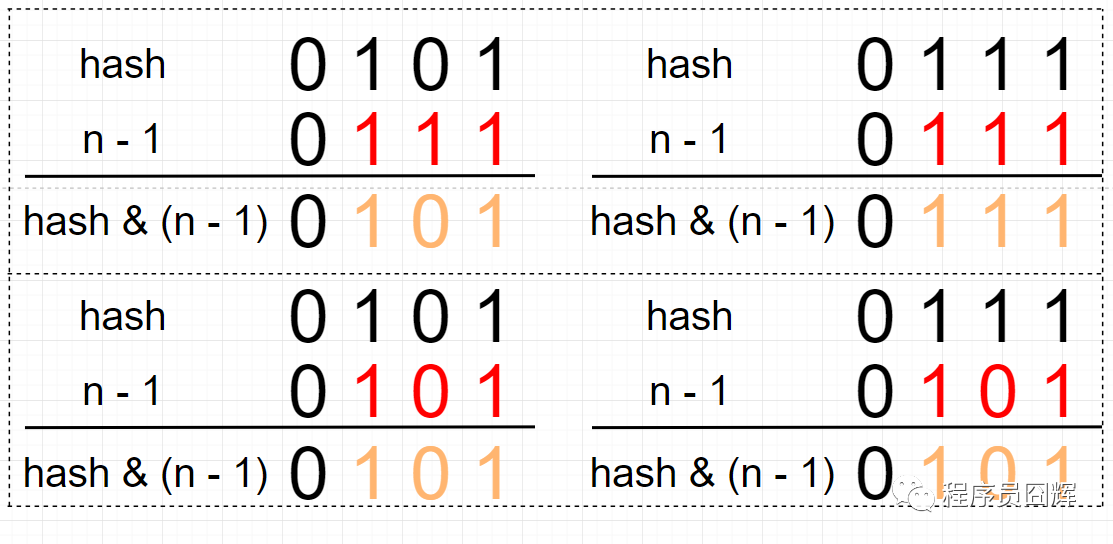 hash 0 1 0 1
n - 1 0 1 1 1
hash & (n - 1) 0 1 0 1
hash 0 1 1 1
n - 1 0 1 1 1
hash & (n - 1) 0 1 1 1
hash 0 1 0 1
n - 1 0 1 0 1
hash & (n - 1) 0 1 0 1
hash 0 1 1 1
n - 1 0 1 0 1
hash & (n - 1) 0 1 0 1
程序员囧辉